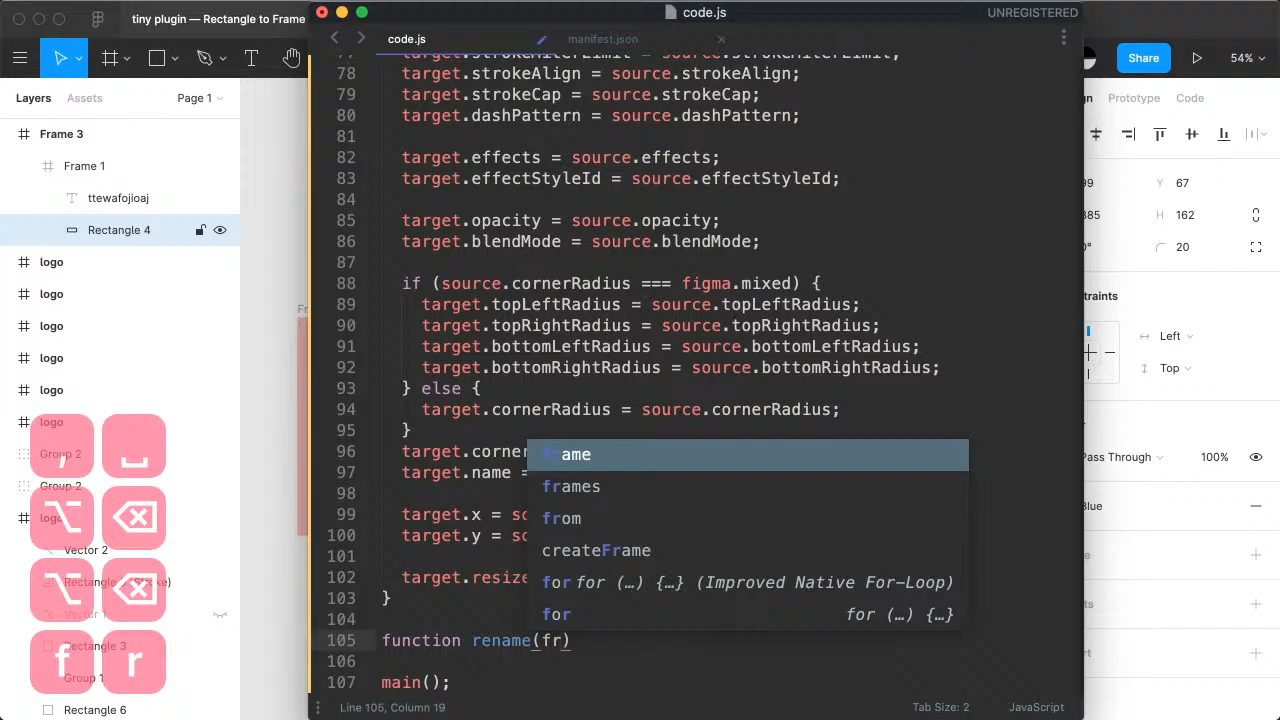 tiny plugin — Rectangle to Frame
code.js
UNREGISTERED
code.js
manifest.json
Share
54%
Layers
Assets
Page 1
Prototype
Code
Frame 3
Frame 1
ttewafojioaj
Rectangle 4
logo
logo
logo
logo
logo
logo
Group 2
Group 2
logo
Vector 2
Vector 1
Rectangle 3
Group 1
Rectangle 6
,
f
r
78 target.strokeAlign = source.strokeAlign;
79 target.strokeCap = source.strokeCap;
80 target.dashPattern = source.dashPattern;
81
82 target.effects = source.effects;
83 target.effectStyleId = source.effectStyleId;
84
85 target.opacity = source.opacity;
86 target.blendMode = source.blendMode;
87
88 if (source.cornerRadius === figma.mixed) {
89 target.topLeftRadius = source.topLeftRadius;
90 target.topRightRadius = source.topRightRadius;
91 target.bottomLeftRadius = source.bottomLeftRadius;
92 target.bottomRightRadius = source.bottomRightRadius;
93 } else {
94 target.cornerRadius = source.cornerRadius;
95 }
96 target.corner
97 target.name =
98
99 target.x = so
100 target.y = so
101
102 target.resize
103 }
104
105 function rename(fr)
106
107 main();
frame
frames
from
createFrame
for for (…) {…} (Improved Native For-Loop)
for for (…) {…}
Line 105, Column 19
Tab Size: 2
JavaScript
Y 67
H 162
20
Left
Top
Pass Through
100%